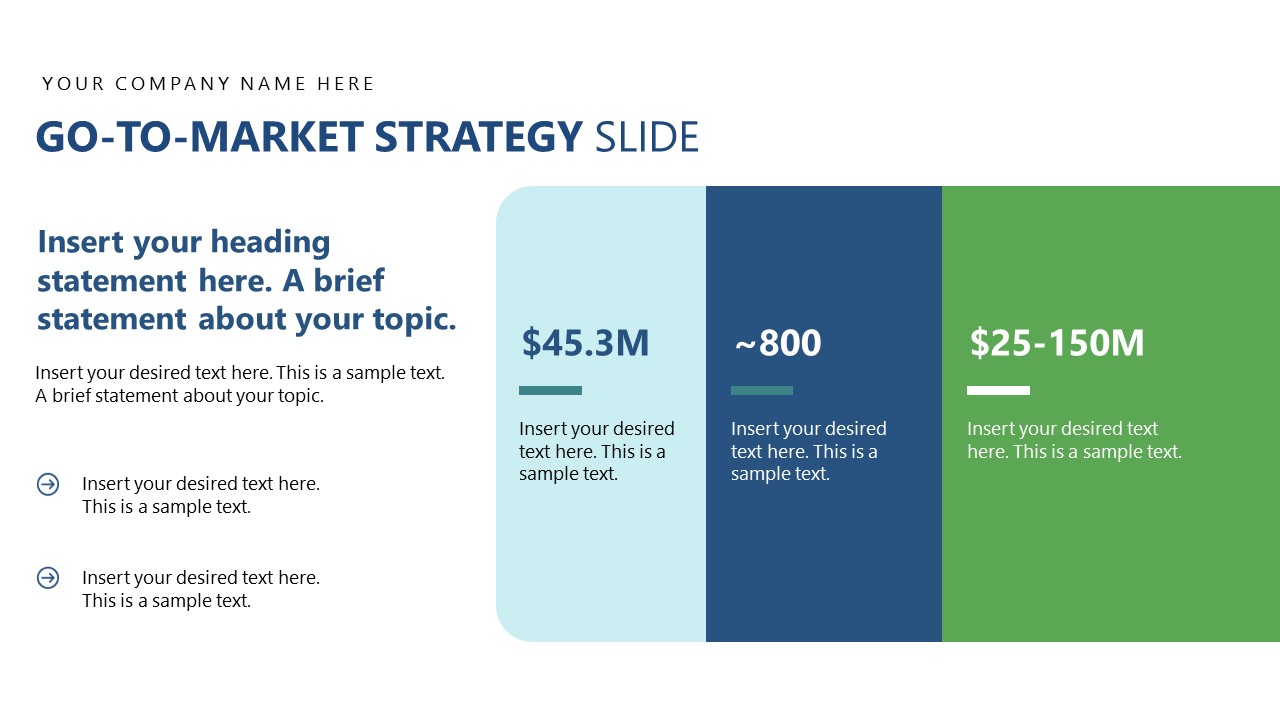 YOUR COMPANY NAME HERE
GO-TO-MARKET STRATEGY SLIDE
Insert your heading
statement here. A brief
statement about your topic.
Insert your desired text here. This is a sample text.
A brief statement about your topic.
Insert your desired text here.
This is a sample text.
Insert your desired text here.
This is a sample text.
$45.3M
Insert your desired
text here. This is a
sample text.
~800
Insert your desired
text here. This is a
sample text.
$25-150M
Insert your desired text
here. This is a sample text.